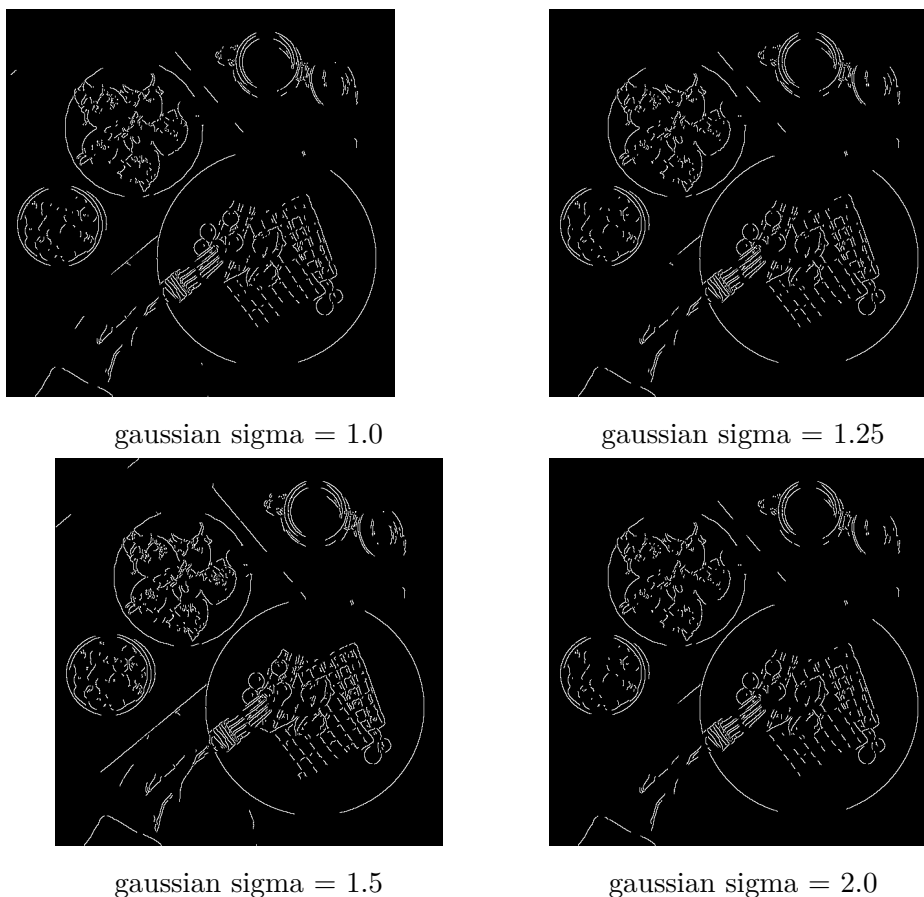 gaussian sigma = 1.0
gaussian sigma = 1.25
gaussian sigma = 1.5
gaussian sigma = 2.0